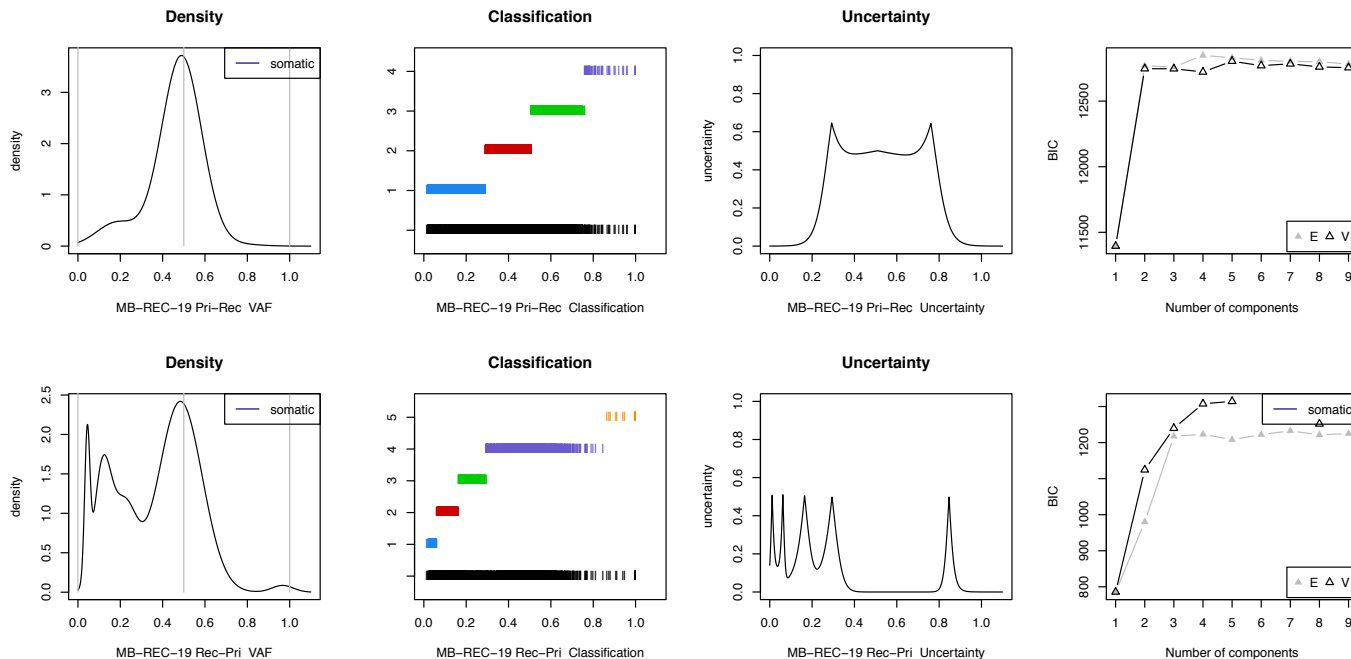 Density
Classification
Uncertainty
somatic
density
0 1 2 3
0.0 0.2 0.4 0.6 0.8 1.0
MB−REC−19 Pri−Rec VAF
1 2 3 4
0.0 0.2 0.4 0.6 0.8 1.0
MB−REC−19 Pri−Rec Classification
uncertainty
0.0 0.2 0.4 0.6 0.8 1.0
0.0 0.2 0.4 0.6 0.8 1.0
MB−REC−19 Pri−Rec Uncertainty
BIC
11500 12500
E V
1 2 3 4 5 6 7 8 9
Number of components
Density
Classification
Uncertainty
somatic
density
0.0 0.5 1.0 1.5 2.0 2.5
0.0 0.2 0.4 0.6 0.8 1.0
MB−REC−19 Rec−Pri VAF
1 2 3 4 5
0.0 0.2 0.4 0.6 0.8 1.0
MB−REC−19 Rec−Pri Classification
uncertainty
0.0 0.2 0.4 0.6 0.8 1.0
0.0 0.2 0.4 0.6 0.8 1.0
MB−REC−19 Rec−Pri Uncertainty
somatic
BIC
800 900 1000 1200
E V
1 2 3 4 5 6 7 8 9
Number of components